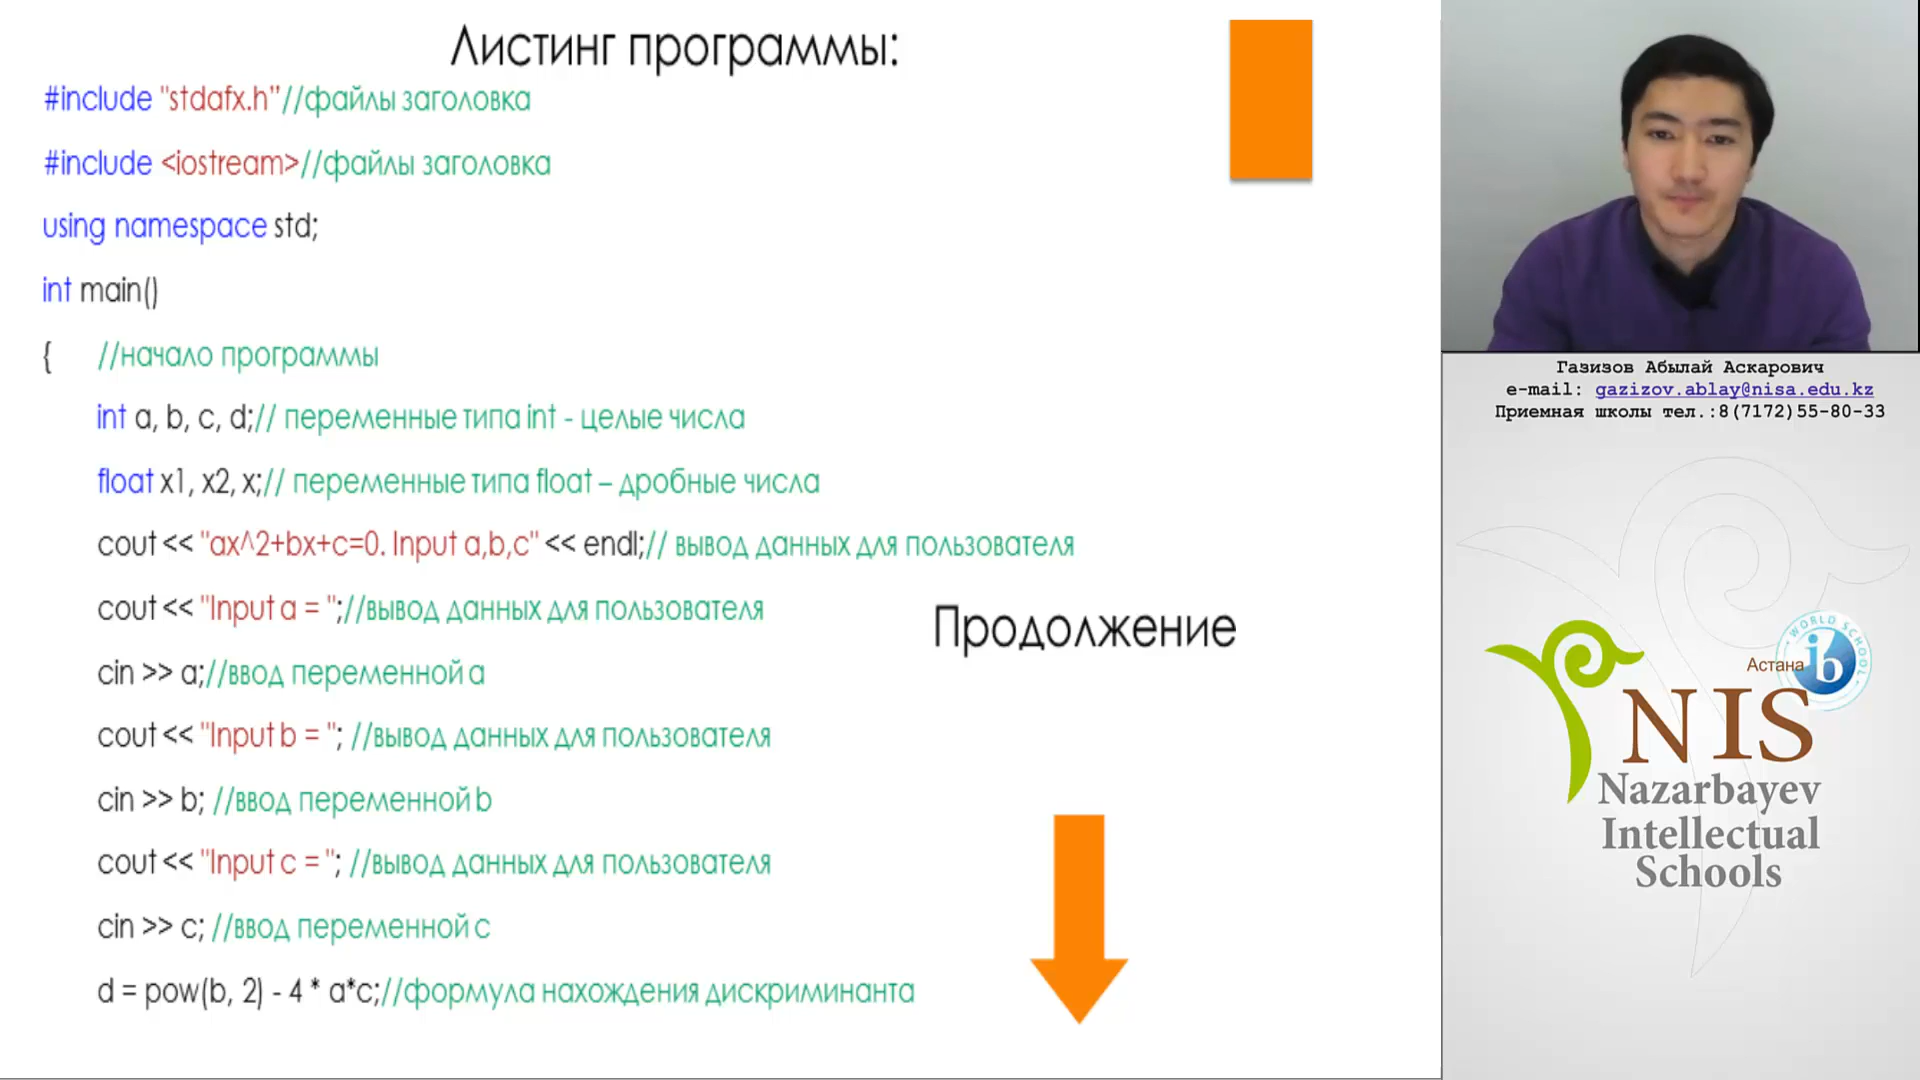 Листинг программы:
#include "stdafx.h"//файлы заголовка
#include <iostream>//файлы заголовка
using namespace std;
int main()
{ //начало программы
int a, b, c, d;// переменные типа int - целые числа
float x1, x2, x;// переменные типа float – дробные числа
cout << "ax^2+bx+c=0. Input a,b,c" << endl;// вывод данных для пользователя
cout << "Input a = ";//вывод данных для пользователя
cin >> a;//ввод переменной a
cout << "Input b = "; //вывод данных для пользователя
cin >> b; //ввод переменной b
cout << "Input c = "; //вывод данных для пользователя
cin >> c; //ввод переменной c
d = pow(b, 2) - 4 * a*c;//формула нахождения дискриминанта
Продолжение
Газизов Абылай Аскарович
e-mail: gazizov.ablay@nisa.edu.kz
Приемная школы тел.:8(7172)55-80-33
WORLD SCHOOL
ib
Астана
NIS
Nazarbayev
Intellectual
Schools